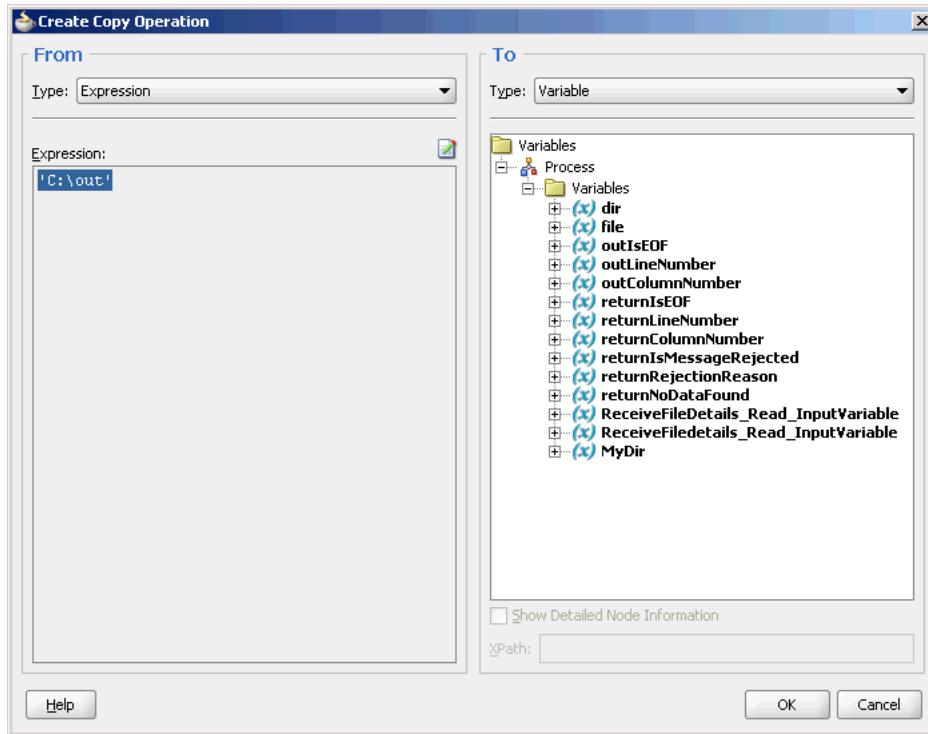 Create Copy Operation
From
Type: Expression
Expression:
'C:\out'
To
Type: Variable
Variables
Process
Variables
(x) dir
(x) file
(x) outIsEOF
(x) outLineNumber
(x) outColumnNumber
(x) returnIsEOF
(x) returnLineNumber
(x) returnColumnNumber
(x) returnIsMessageRejected
(x) returnRejectionReason
(x) returnNoDataFound
(x) ReceiveFileDetails_Read_InputVariable
(x) ReceiveFiledetails_Read_InputVariable
(x) MyDir
Show Detailed Node Information
XPath:
Help
OK
Cancel